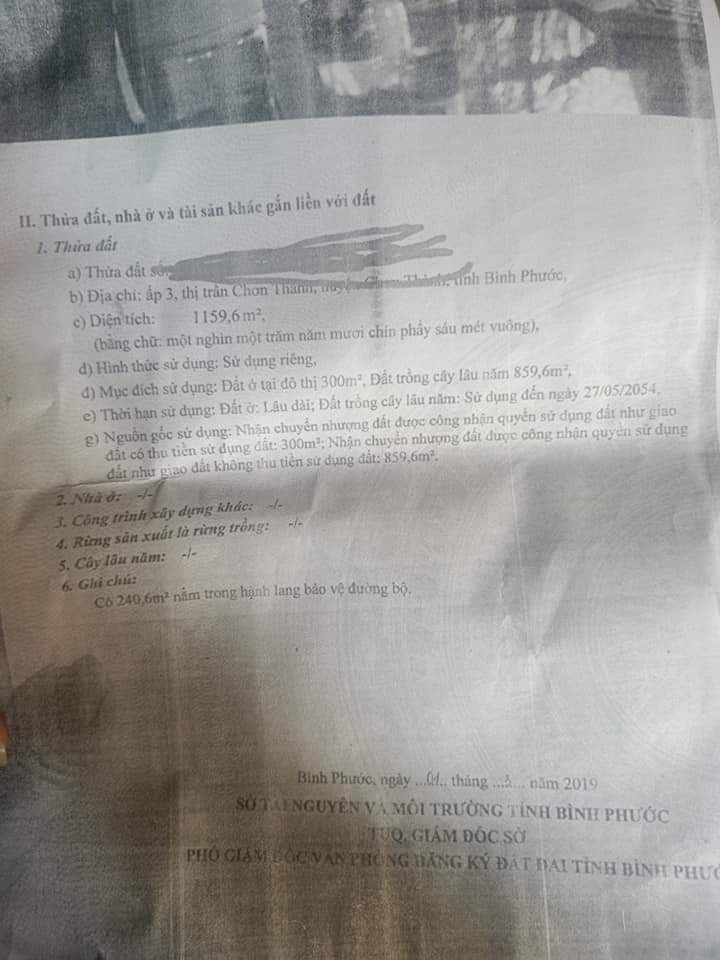 II. Thửa đất, nhà ở và tài sản khác gắn liền với đất
1. Thửa đất
a) Thửa đất số:
b) Địa chỉ: ấp 3, thị trấn Chơn Thành, huyện Chơn Thành, tỉnh Bình Phước,
c) Diện tích: 1159,6 m²,
(bằng chữ: một nghìn một trăm năm mươi chín phẩy sáu mét vuông),
d) Hình thức sử dụng: Sử dụng riêng,
đ) Mục đích sử dụng: Đất ở tại đô thị 300m², Đất trồng cây lâu năm 859,6m²,
e) Thời hạn sử dụng: Đất ở: Lâu dài; Đất trồng cây lâu năm: Sử dụng đến ngày 27/05/2054,
g) Nguồn gốc sử dụng: Nhận chuyển nhượng đất được công nhận quyền sử dụng đất như giao
đất có thu tiền sử dụng đất: 300m²; Nhận chuyển nhượng đất được công nhận quyền sử dụng
đất như giao đất không thu tiền sử dụng đất: 859,6m².
2. Nhà ở: -/-
3. Công trình xây dựng khác: -/-
4. Rừng sản xuất là rừng trồng: -/-
5. Cây lâu năm: -/-
6. Ghi chú:
Có 240,6m² nằm trong hành lang bảo vệ đường bộ.
Bình Phước, ngày ...01.. tháng ...3... năm 2019
SỞ TÀI NGUYÊN VÀ MÔI TRƯỜNG TỈNH BÌNH PHƯỚC
TUQ. GIÁM ĐỐC SỞ
PHÓ GIÁM ĐỐC VĂN PHÒNG ĐĂNG KÝ ĐẤT ĐAI TỈNH BÌNH PHƯỚC